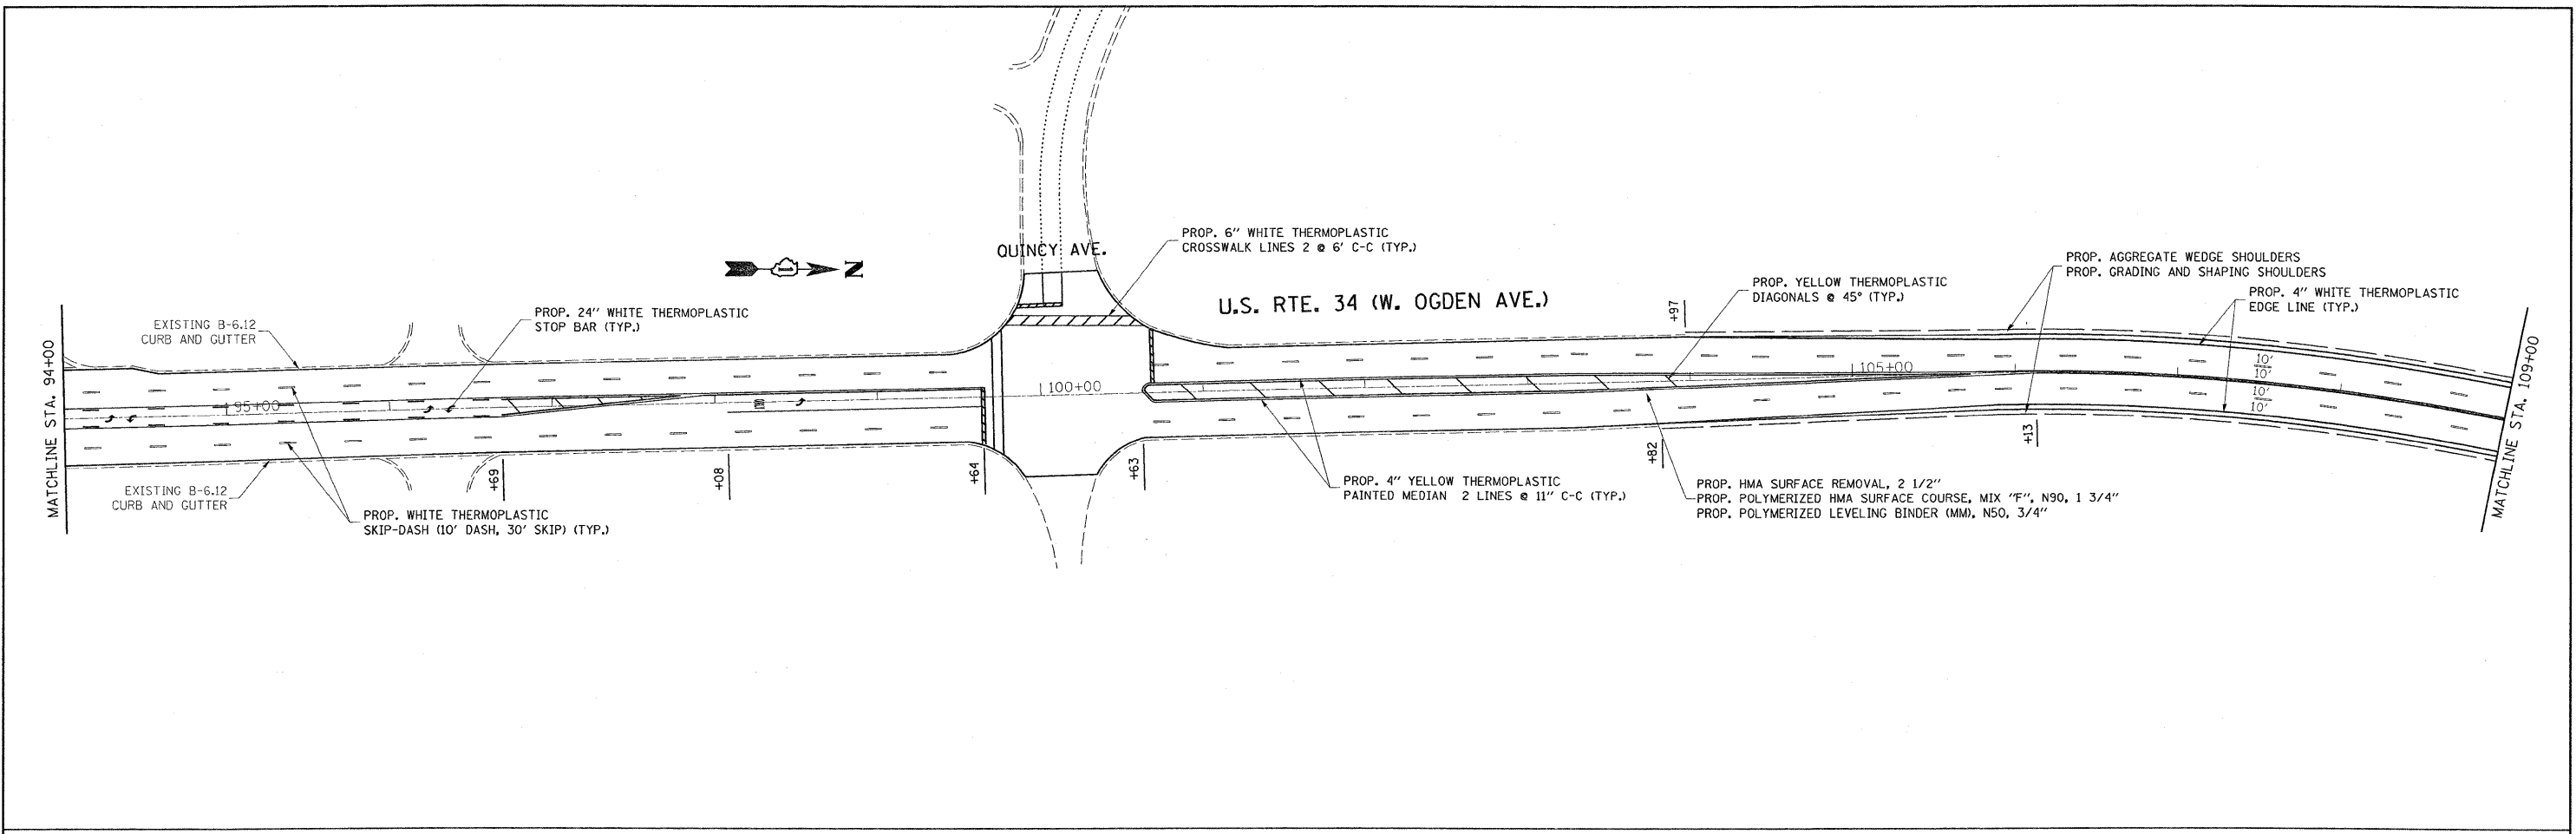 QUINCY AVE.
PROP. 6" WHITE THERMOPLASTIC
CROSSWALK LINES 2 @ 6' C-C (TYP.)
N
U.S. RTE. 34 (W. OGDEN AVE.)
PROP. AGGREGATE WEDGE SHOULDERS
PROP. GRADING AND SHAPING SHOULDERS
PROP. YELLOW THERMOPLASTIC
DIAGONALS @ 45° (TYP.)
PROP. 4" WHITE THERMOPLASTIC
EDGE LINE (TYP.)
PROP. 24" WHITE THERMOPLASTIC
STOP BAR (TYP.)
EXISTING B-6.12
CURB AND GUTTER
+97
MATCHLINE STA. 94+00
95+00
100+00
105+00
10'
10'
10'
10'
MATCHLINE STA. 109+00
+69
+08
+64
+63
+82
+13
EXISTING B-6.12
CURB AND GUTTER
PROP. WHITE THERMOPLASTIC
SKIP-DASH (10' DASH, 30' SKIP) (TYP.)
PROP. 4" YELLOW THERMOPLASTIC
PAINTED MEDIAN 2 LINES @ 11" C-C (TYP.)
PROP. HMA SURFACE REMOVAL, 2 1/2"
PROP. POLYMERIZED HMA SURFACE COURSE, MIX "F", N90, 1 3/4"
PROP. POLYMERIZED LEVELING BINDER (MM), N50, 3/4"